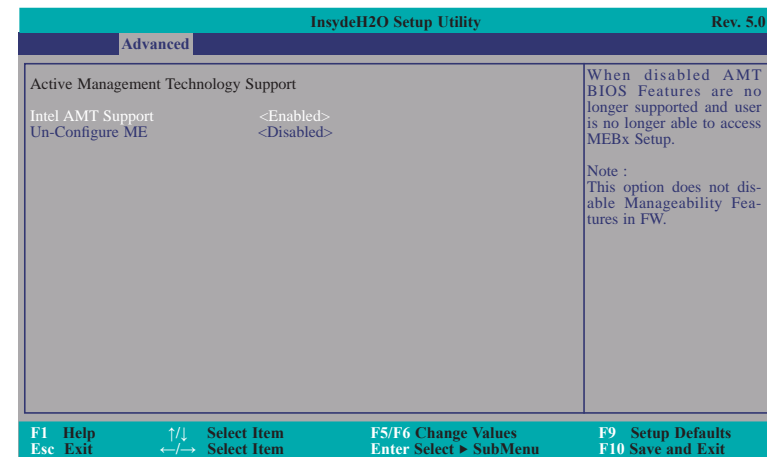 InsydeH2O Setup Utility Rev. 5.0
Advanced
Active Management Technology Support
Intel AMT Support <Enabled>
Un-Configure ME <Disabled>
When disabled AMT
BIOS Features are no
longer supported and user
is no longer able to access
MEBx Setup.
Note :
This option does not dis-
able Manageability Fea-
tures in FW.
F1 Help ↑/↓ Select Item F5/F6 Change Values F9 Setup Defaults
Esc Exit ←/→ Select Item Enter Select ▶ SubMenu F10 Save and Exit